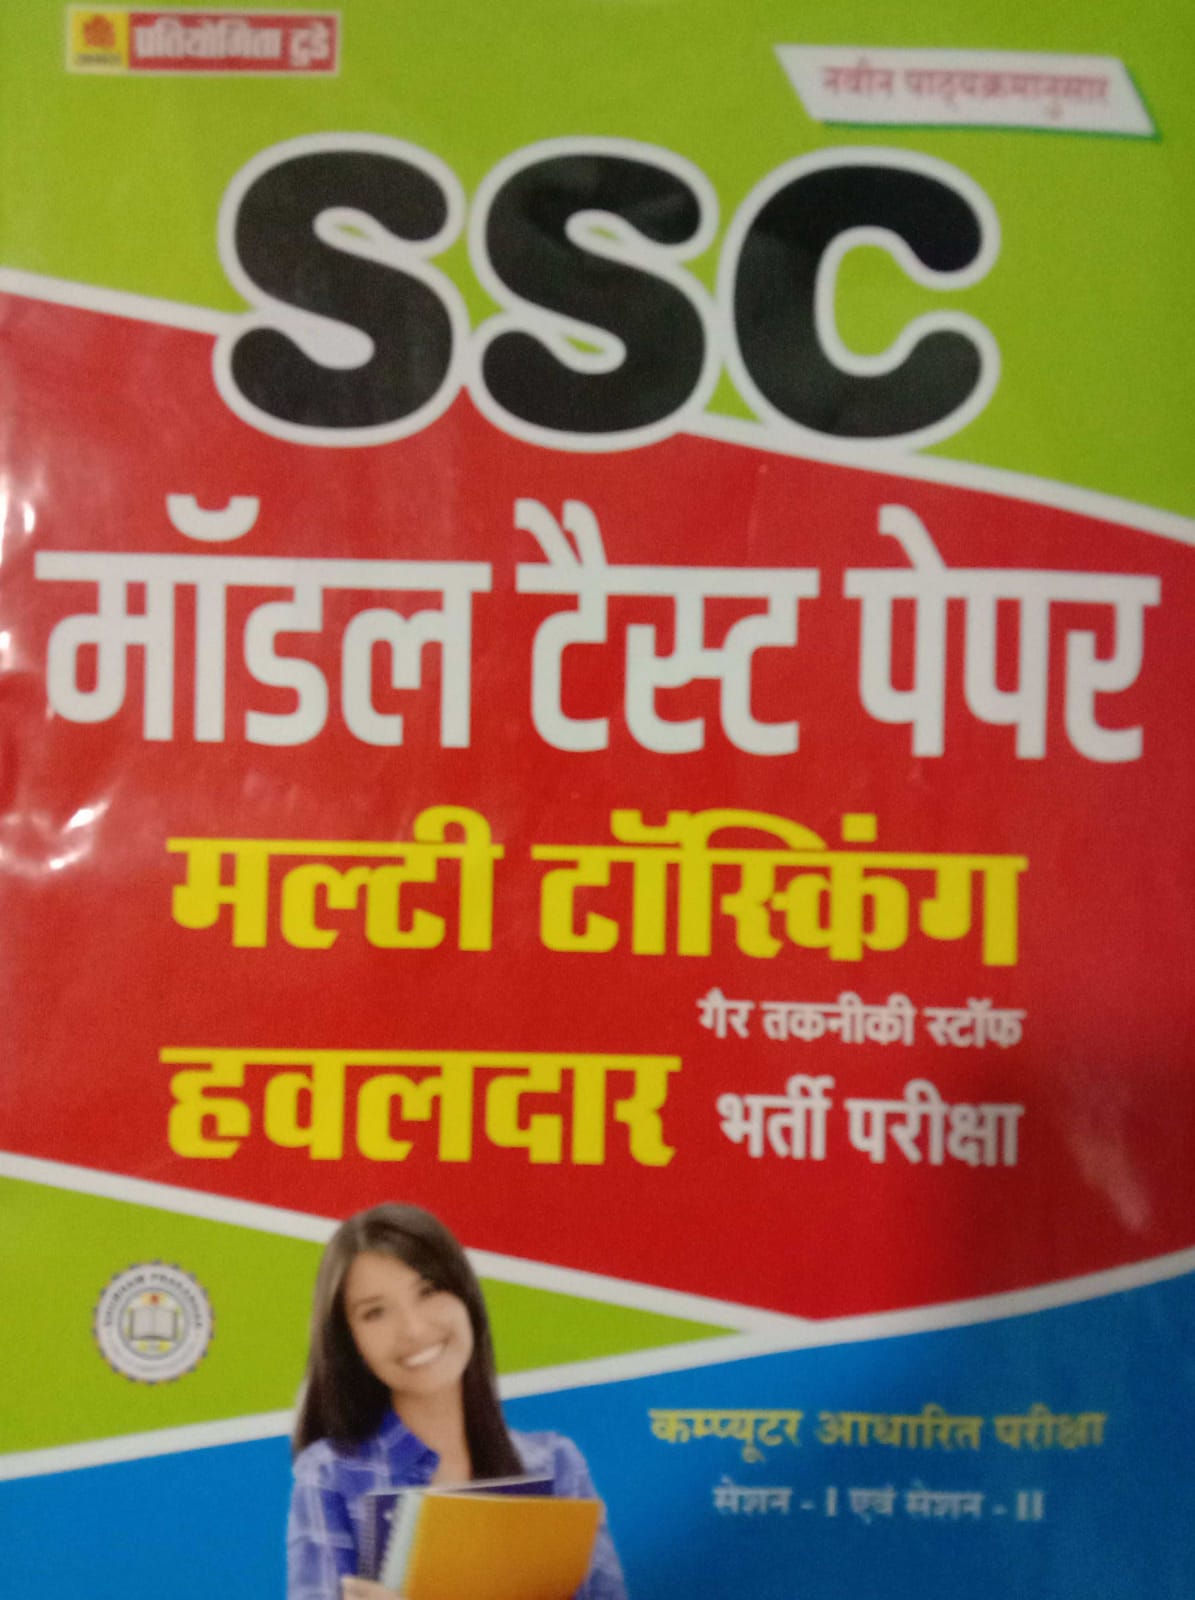 प्रतियोगिता टुडे
नवीन पाठ्यक्रमानुसार
SSC
मॉडल टैस्ट पेपर
मल्टी टॉस्किंग
गैर तकनीकी स्टॉफ
हवलदार भर्ती परीक्षा
कम्प्यूटर आधारित परीक्षा
सेशन - I एवं सेशन - II